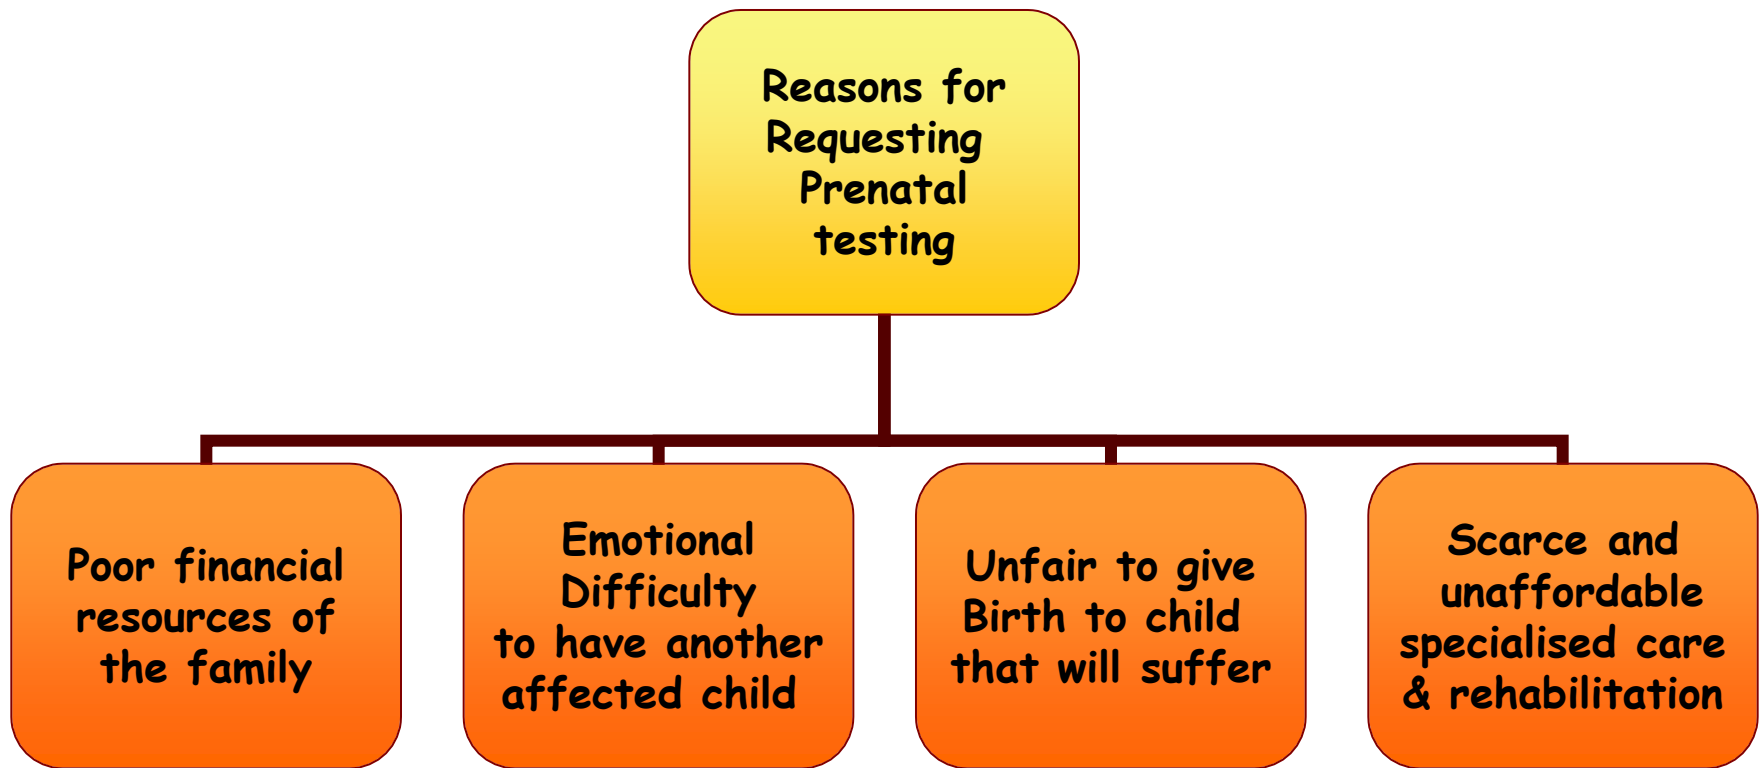 Reasons for
Requesting
Prenatal
testing
Poor financial
resources of
the family
Emotional
Difficulty
to have another
affected child
Unfair to give
Birth to child
that will suffer
Scarce and
unaffordable
specialised care
& rehabilitation